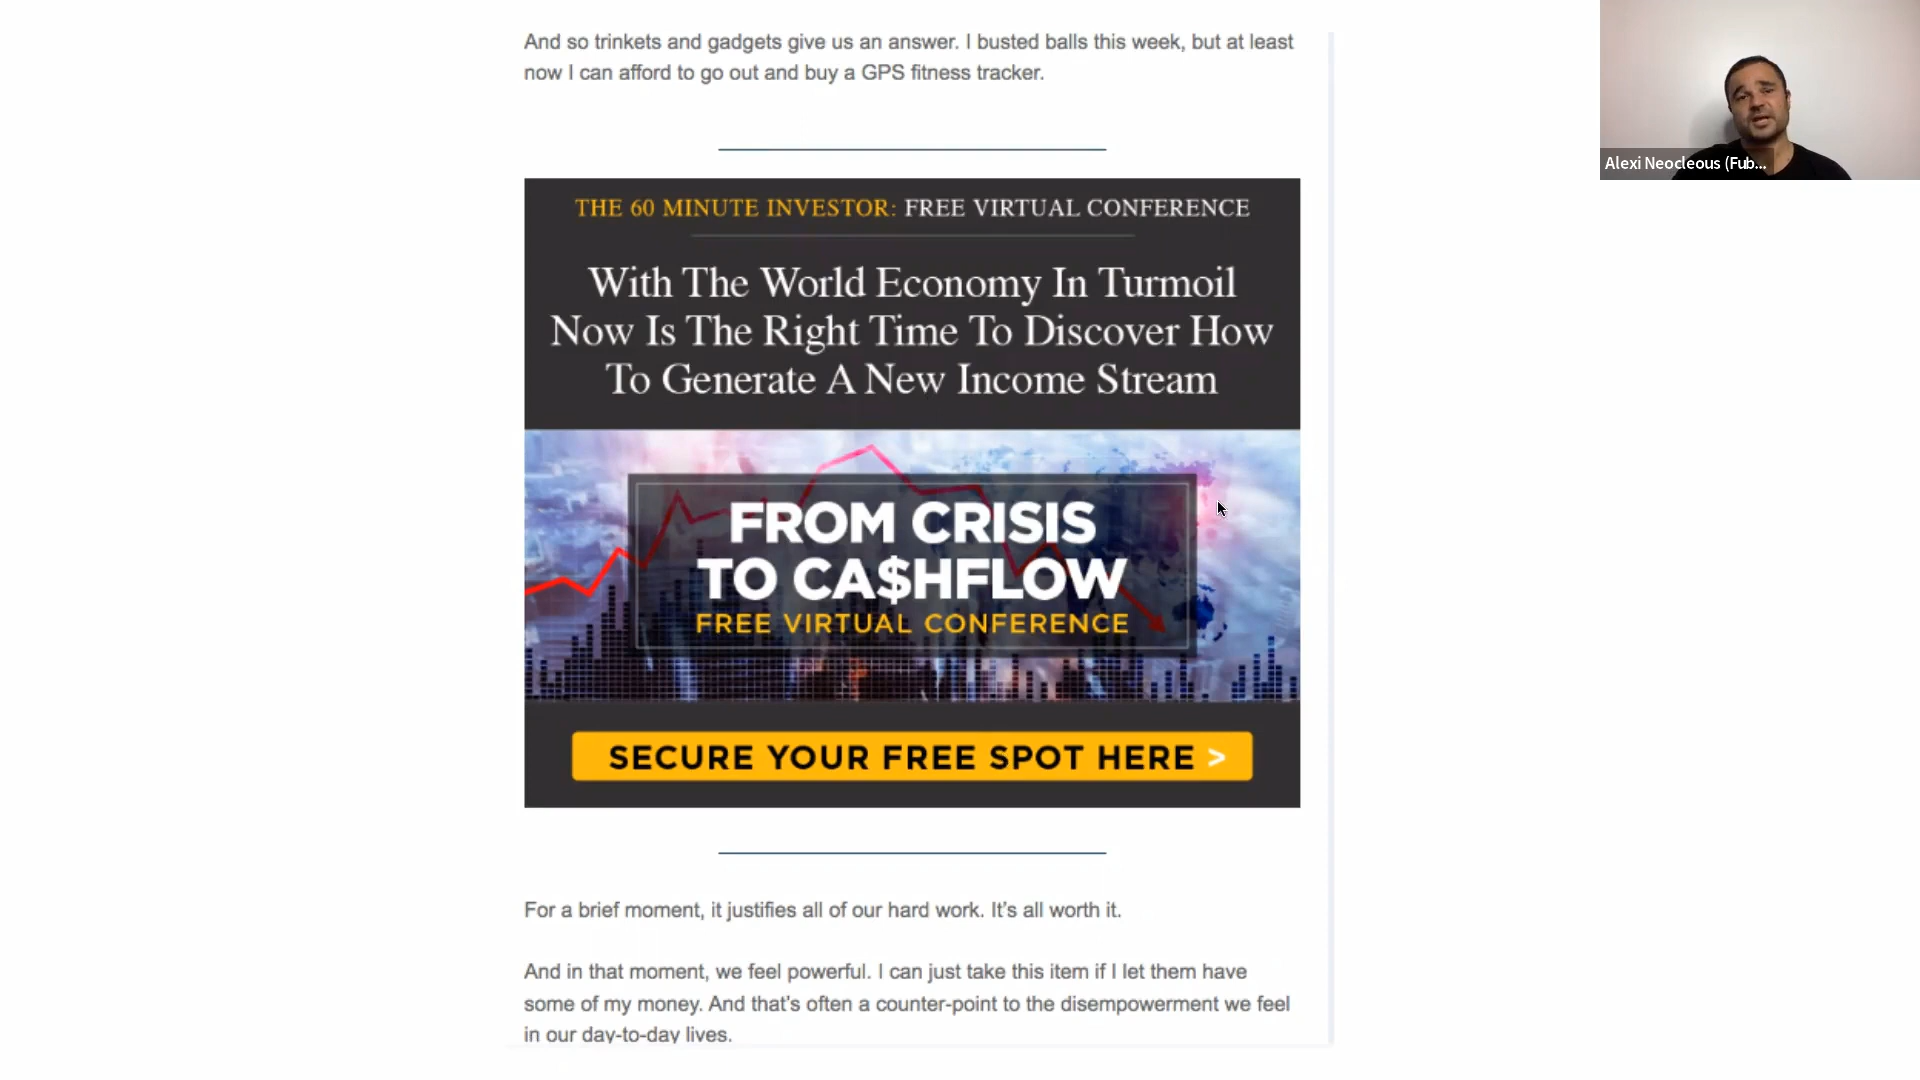 And so trinkets and gadgets give us an answer. I busted balls this week, but at least
now I can afford to go out and buy a GPS fitness tracker.
THE 60 MINUTE INVESTOR: FREE VIRTUAL CONFERENCE
With The World Economy In Turmoil
Now Is The Right Time To Discover How
To Generate A New Income Stream
FROM CRISIS
TO CA$HFLOW
FREE VIRTUAL CONFERENCE
SECURE YOUR FREE SPOT HERE >
For a brief moment, it justifies all of our hard work. It's all worth it.
And in that moment, we feel powerful. I can just take this item if I let them have
some of my money. And that's often a counter-point to the disempowerment we feel
in our day-to-day lives.
Alexi Neocleous (Fub...